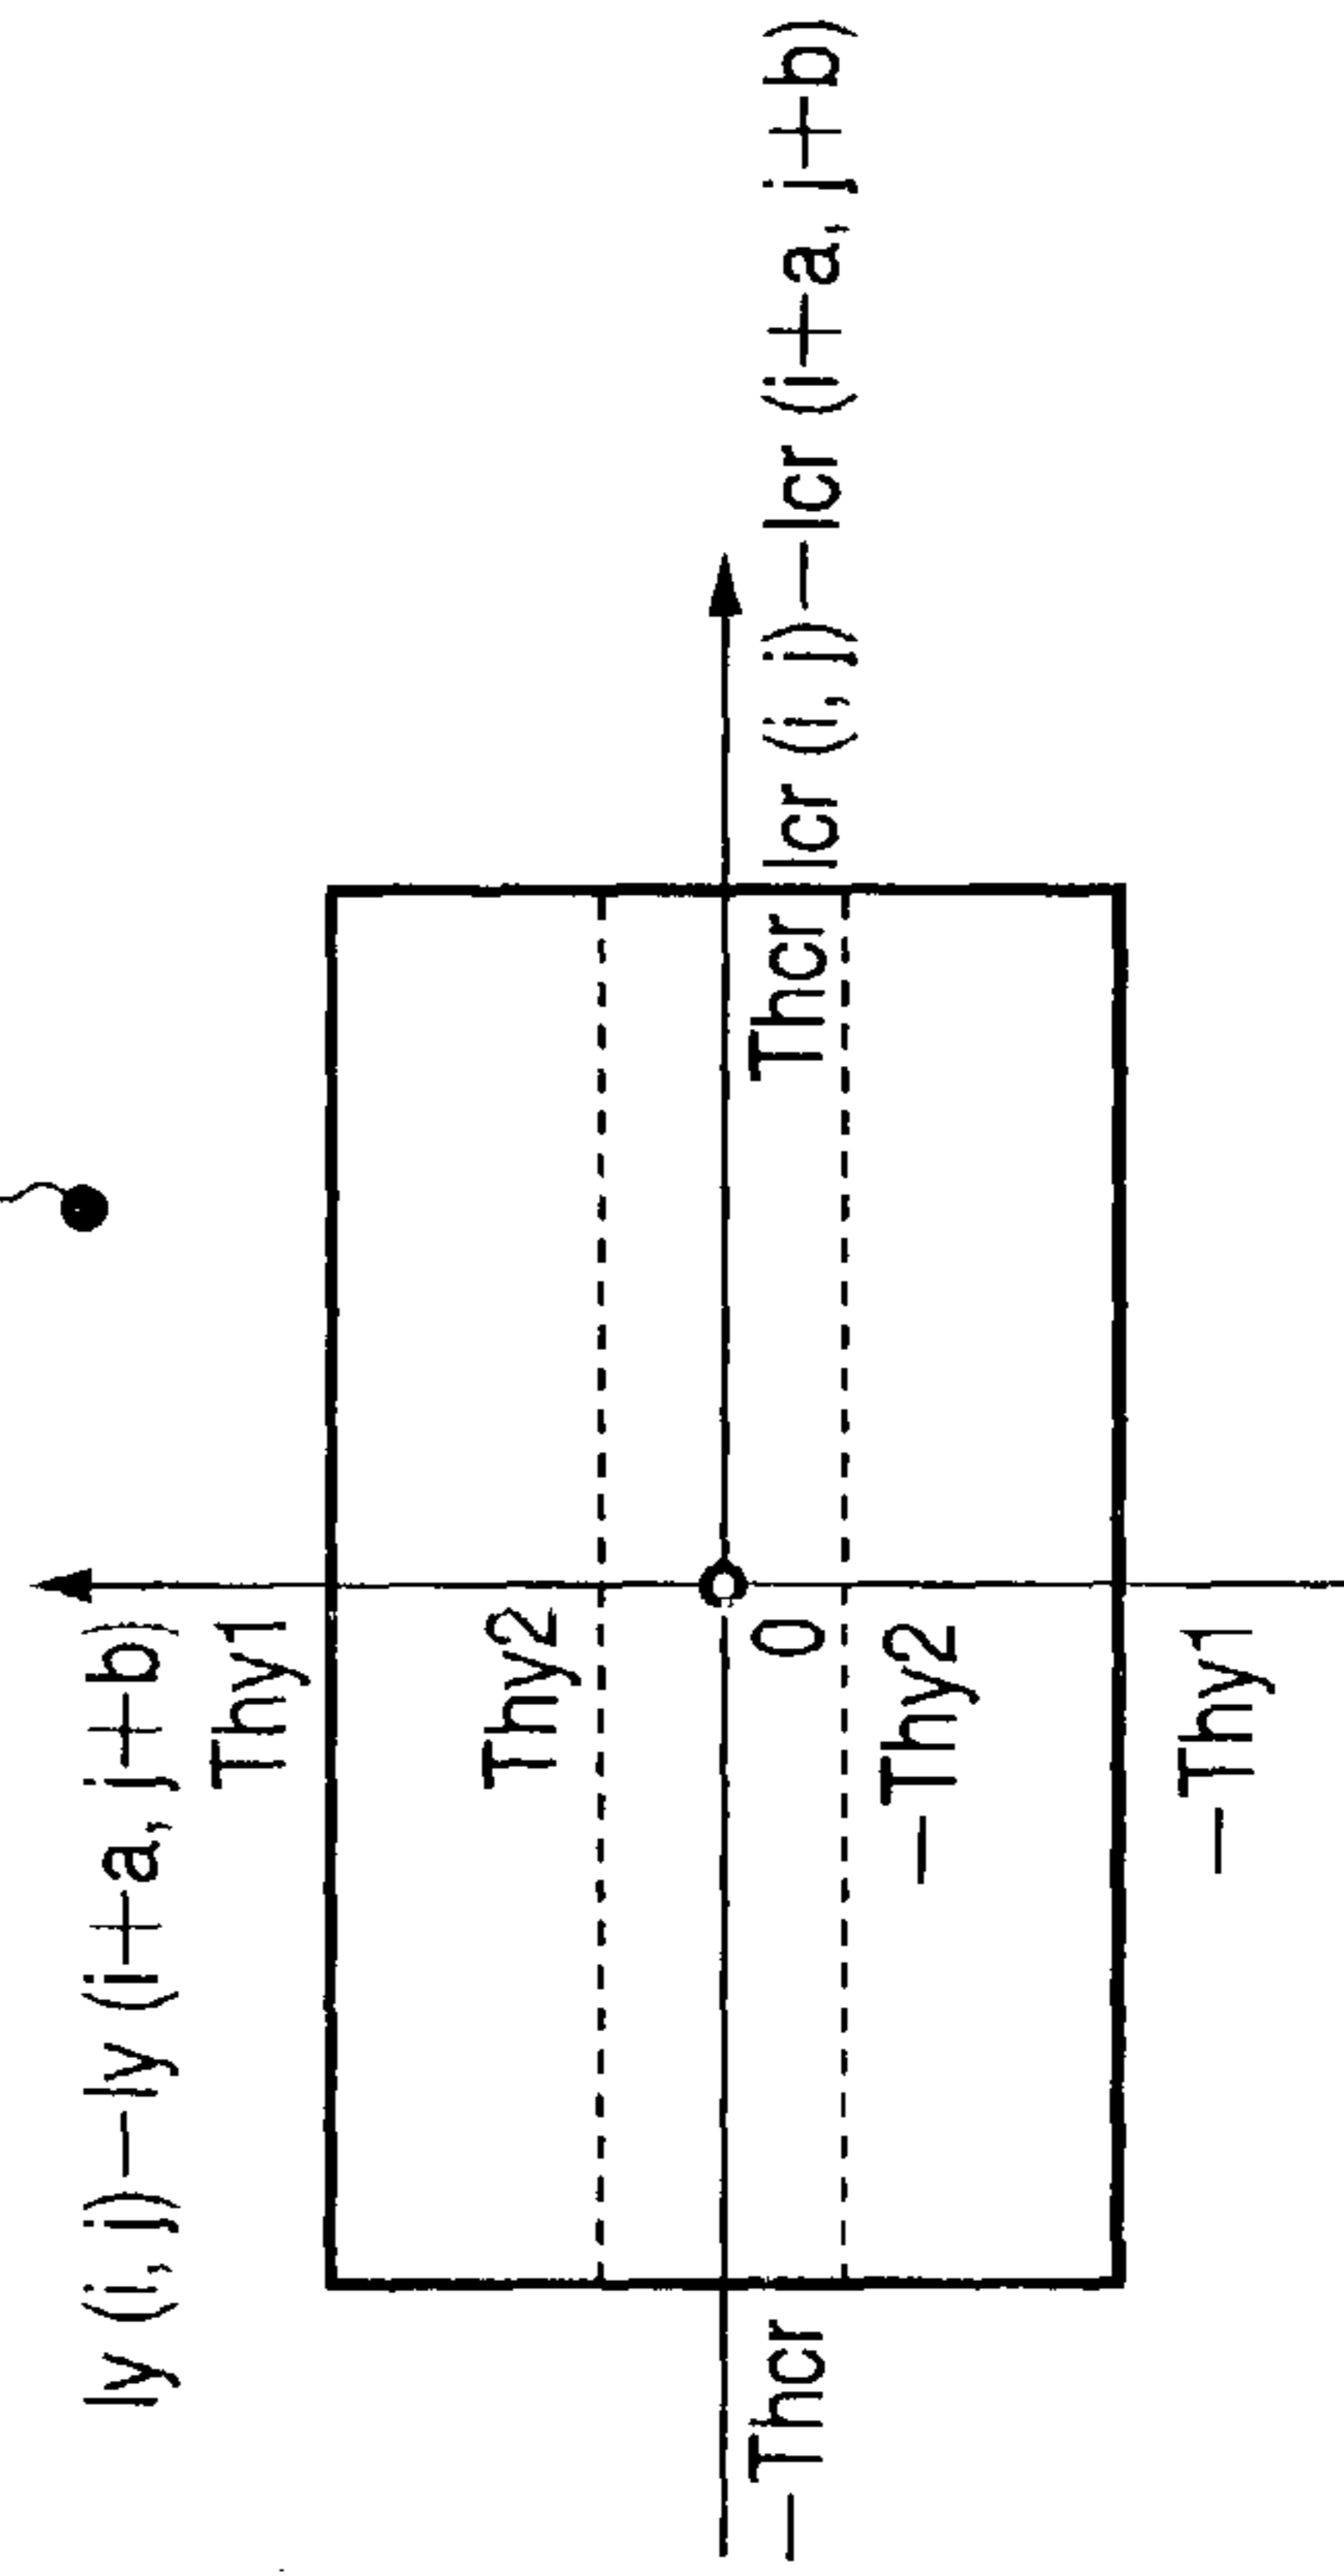 Iy (i, j)−Iy (i+a, j+b)
Thy1
Thy2
−Thcr
0
Thcr
Icr (i, j)−Icr (i+a, j+b)
−Thy2
−Thy1